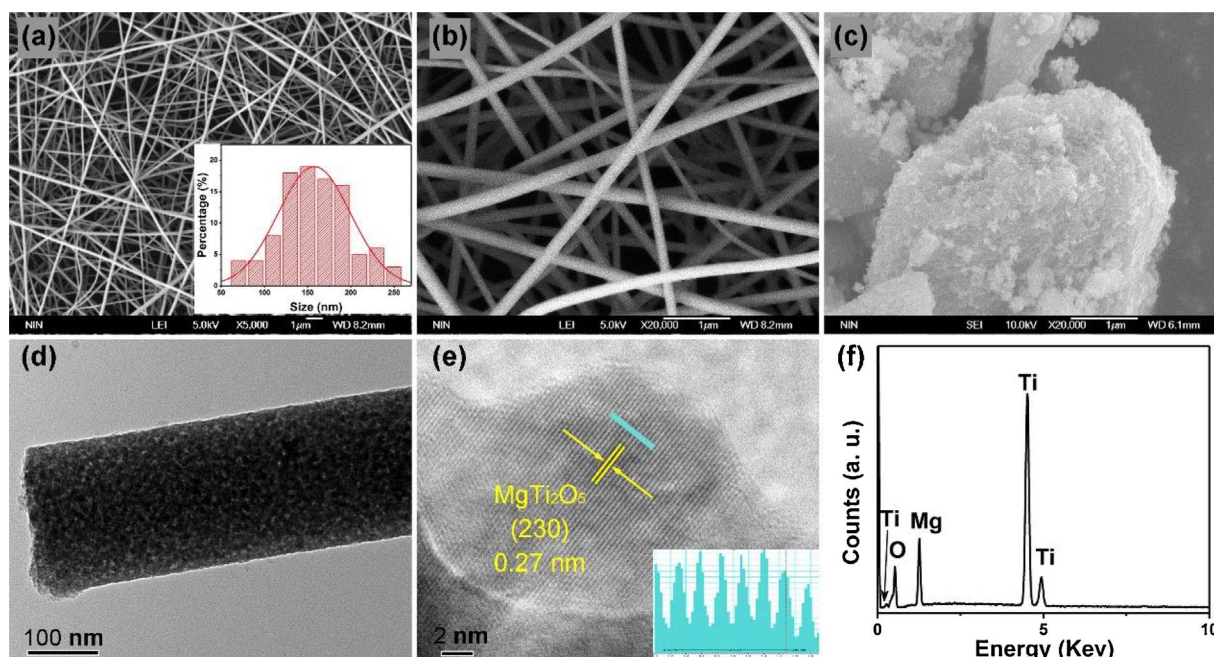 (a)
Percentage (%)
20
15
10
5
0
50 100 150 200 250
Size (nm)
NIN LEI 5.0kV X5,000 1μm WD 8.2mm
(b)
NIN LEI 5.0kV X20,000 1μm WD 8.2mm
(c)
NIN SEI 10.0kV X20,000 1μm WD 6.1mm
(d)
100 nm
(e)
MgTi₂O₅
(230)
0.27 nm
2 nm
(f)
Counts (a. u.)
Ti
Ti
O
Mg
Ti
0 5 10
Energy (Kev)